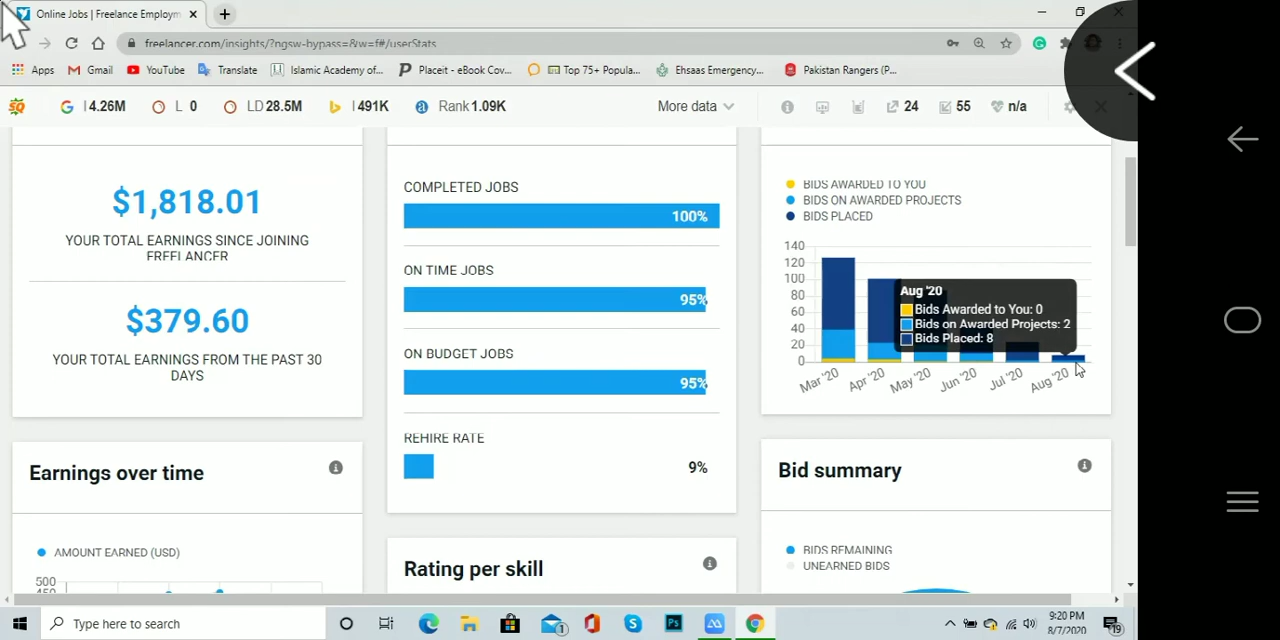 Online Jobs | Freelance Employm
freelancer.com/insights/?ngsw-bypass=&w=f#/userStats
Apps
Gmail
YouTube
Translate
Islamic Academy of...
Placeit - eBook Cov...
Top 75+ Popula...
Ehsaas Emergency...
Pakistan Rangers (P...
I 4.26M
L 0
LD 28.5M
I 491K
Rank 1.09K
More data
24
55
n/a
$1,818.01
YOUR TOTAL EARNINGS SINCE JOINING
FREELANCER
$379.60
YOUR TOTAL EARNINGS FROM THE PAST 30
DAYS
Earnings over time
AMOUNT EARNED (USD)
500
450
COMPLETED JOBS
100%
ON TIME JOBS
95%
ON BUDGET JOBS
95%
REHIRE RATE
9%
Rating per skill
BIDS AWARDED TO YOU
BIDS ON AWARDED PROJECTS
BIDS PLACED
140
120
100
80
60
40
20
0
Aug '20
Bids Awarded to You: 0
Bids on Awarded Projects: 2
Bids Placed: 8
Mar '20
Apr '20
May '20
Jun '20
Jul '20
Aug '20
Bid summary
BIDS REMAINING
UNEARNED BIDS
Type here to search
1
Ps
9:20 PM
8/7/2020
19